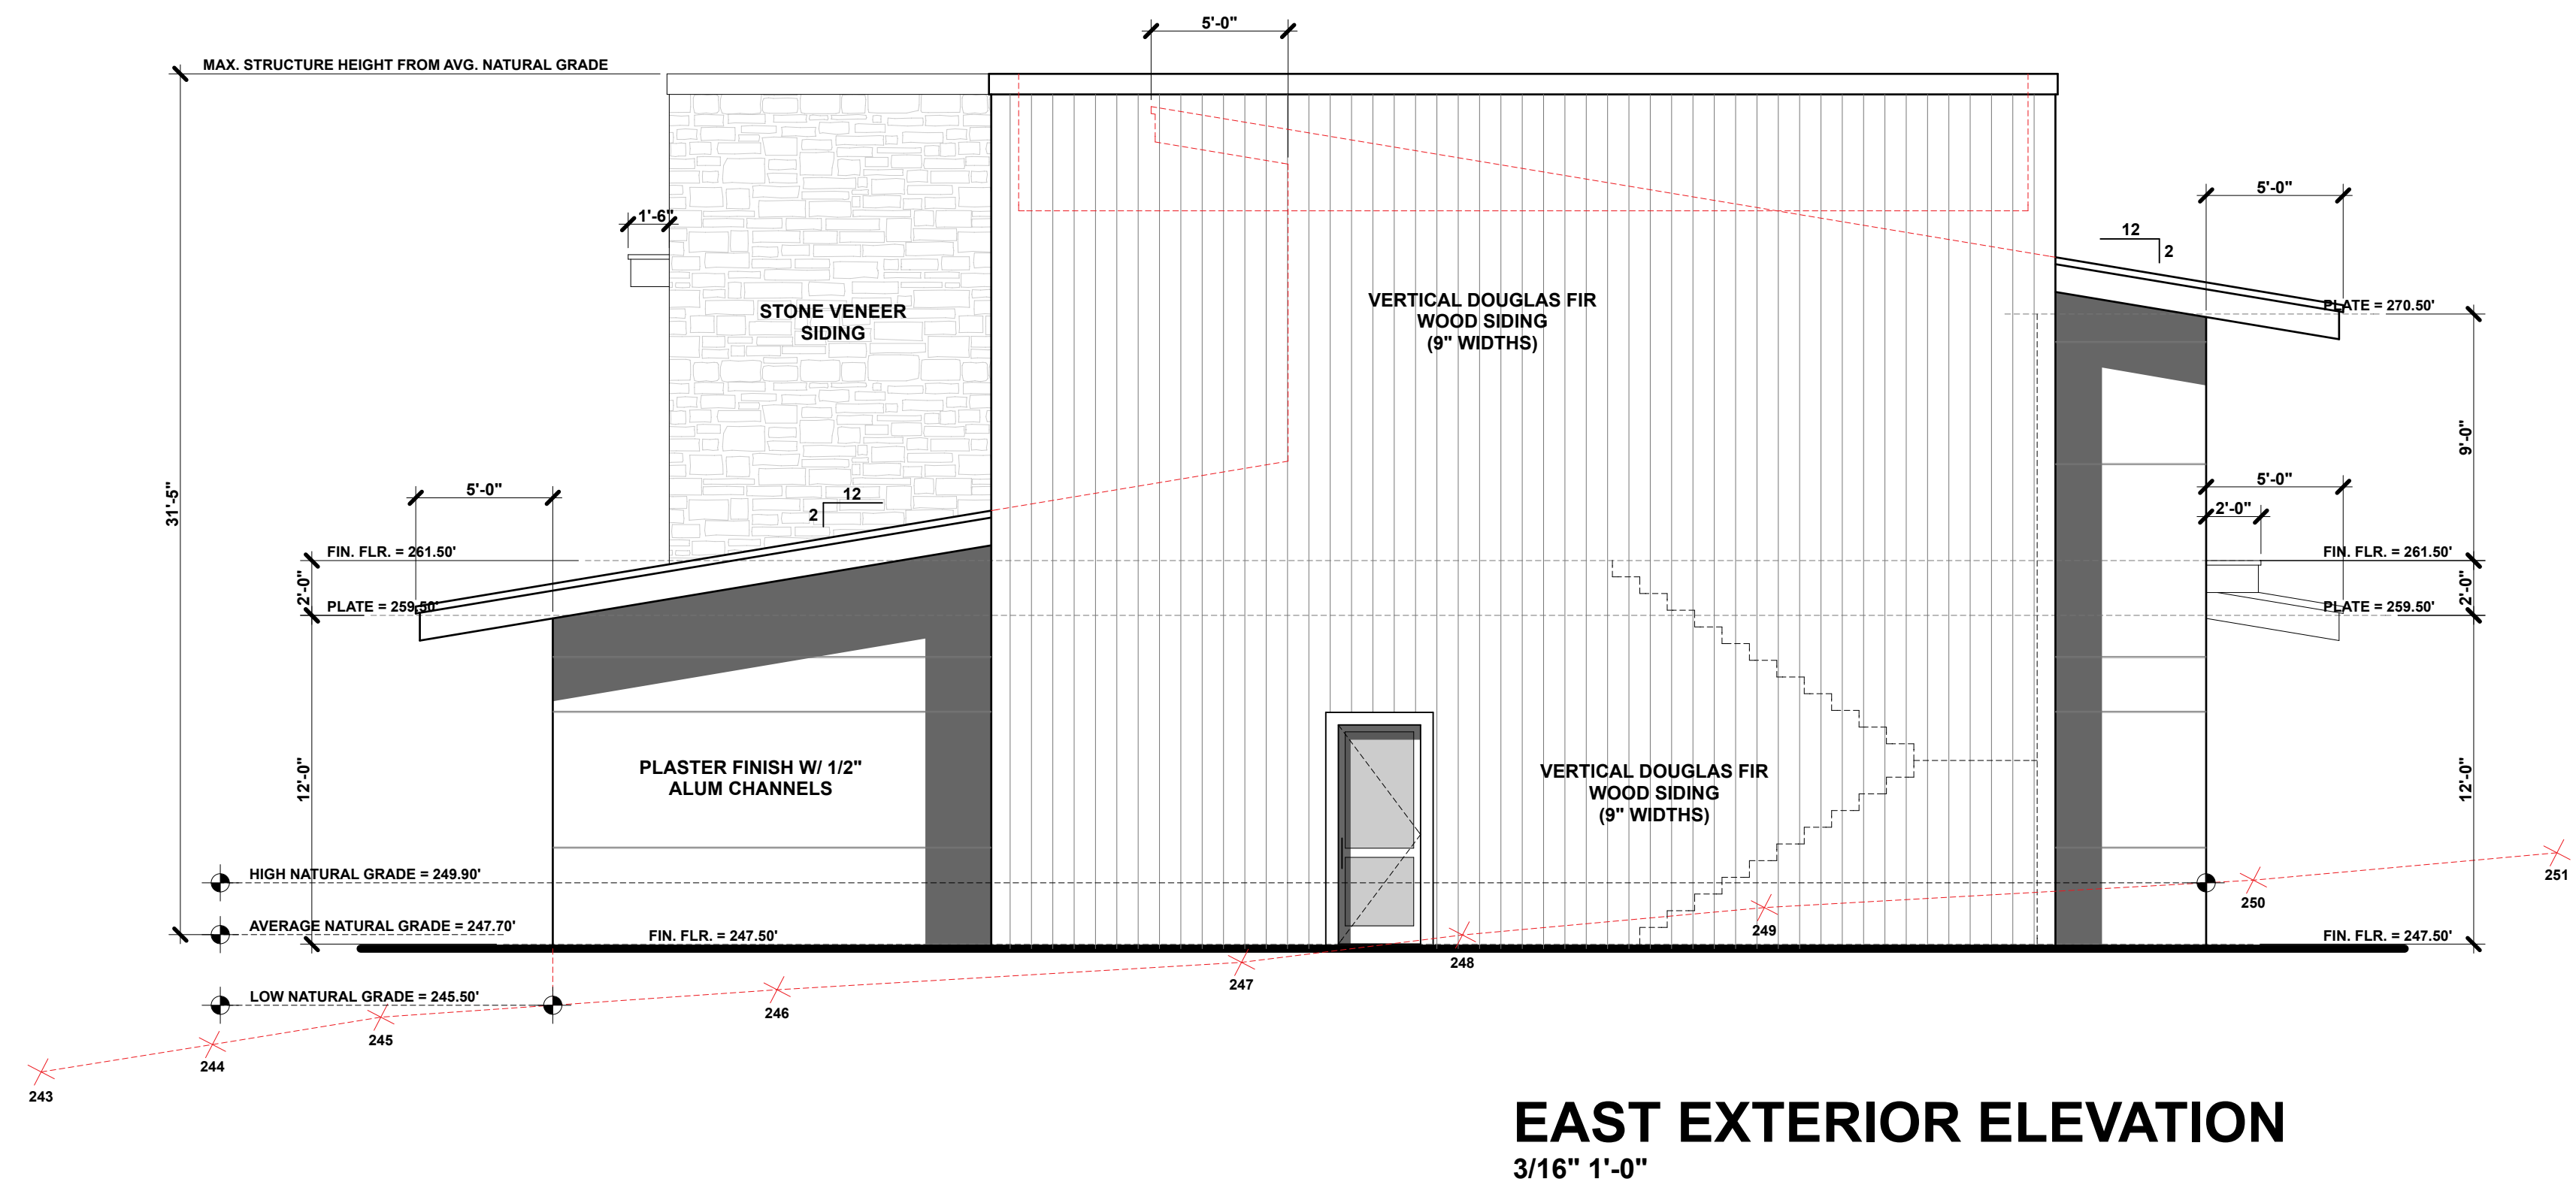 5'-0"
MAX. STRUCTURE HEIGHT FROM AVG. NATURAL GRADE
5'-0"
1'-6"
12
2
STONE VENEER
SIDING
VERTICAL DOUGLAS FIR
WOOD SIDING
(9" WIDTHS)
PLATE = 270.50'
9'-0"
31'-5"
5'-0"
12
2
5'-0"
2'-0"
FIN. FLR. = 261.50'
FIN. FLR. = 261.50'
2'-0"
2'-0"
PLATE = 259.50'
PLATE = 259.50'
12'-0"
12'-0"
PLASTER FINISH W/ 1/2"
ALUM CHANNELS
VERTICAL DOUGLAS FIR
WOOD SIDING
(9" WIDTHS)
HIGH NATURAL GRADE = 249.90'
251
250
AVERAGE NATURAL GRADE = 247.70'
FIN. FLR. = 247.50'
249
FIN. FLR. = 247.50'
248
247
LOW NATURAL GRADE = 245.50'
246
245
244
243
EAST EXTERIOR ELEVATION
3/16" 1'-0"